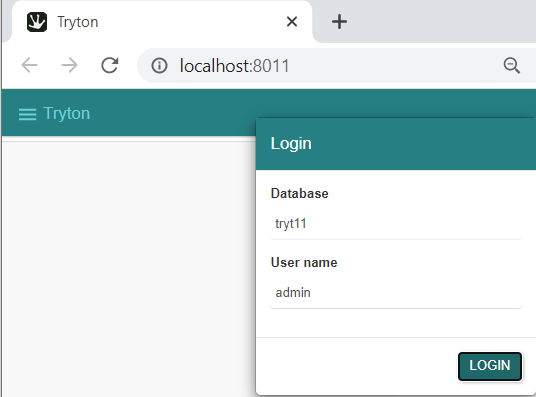 Tryton
localhost:8011
Tryton
Login
Database
tryt11
User name
admin
LOGIN